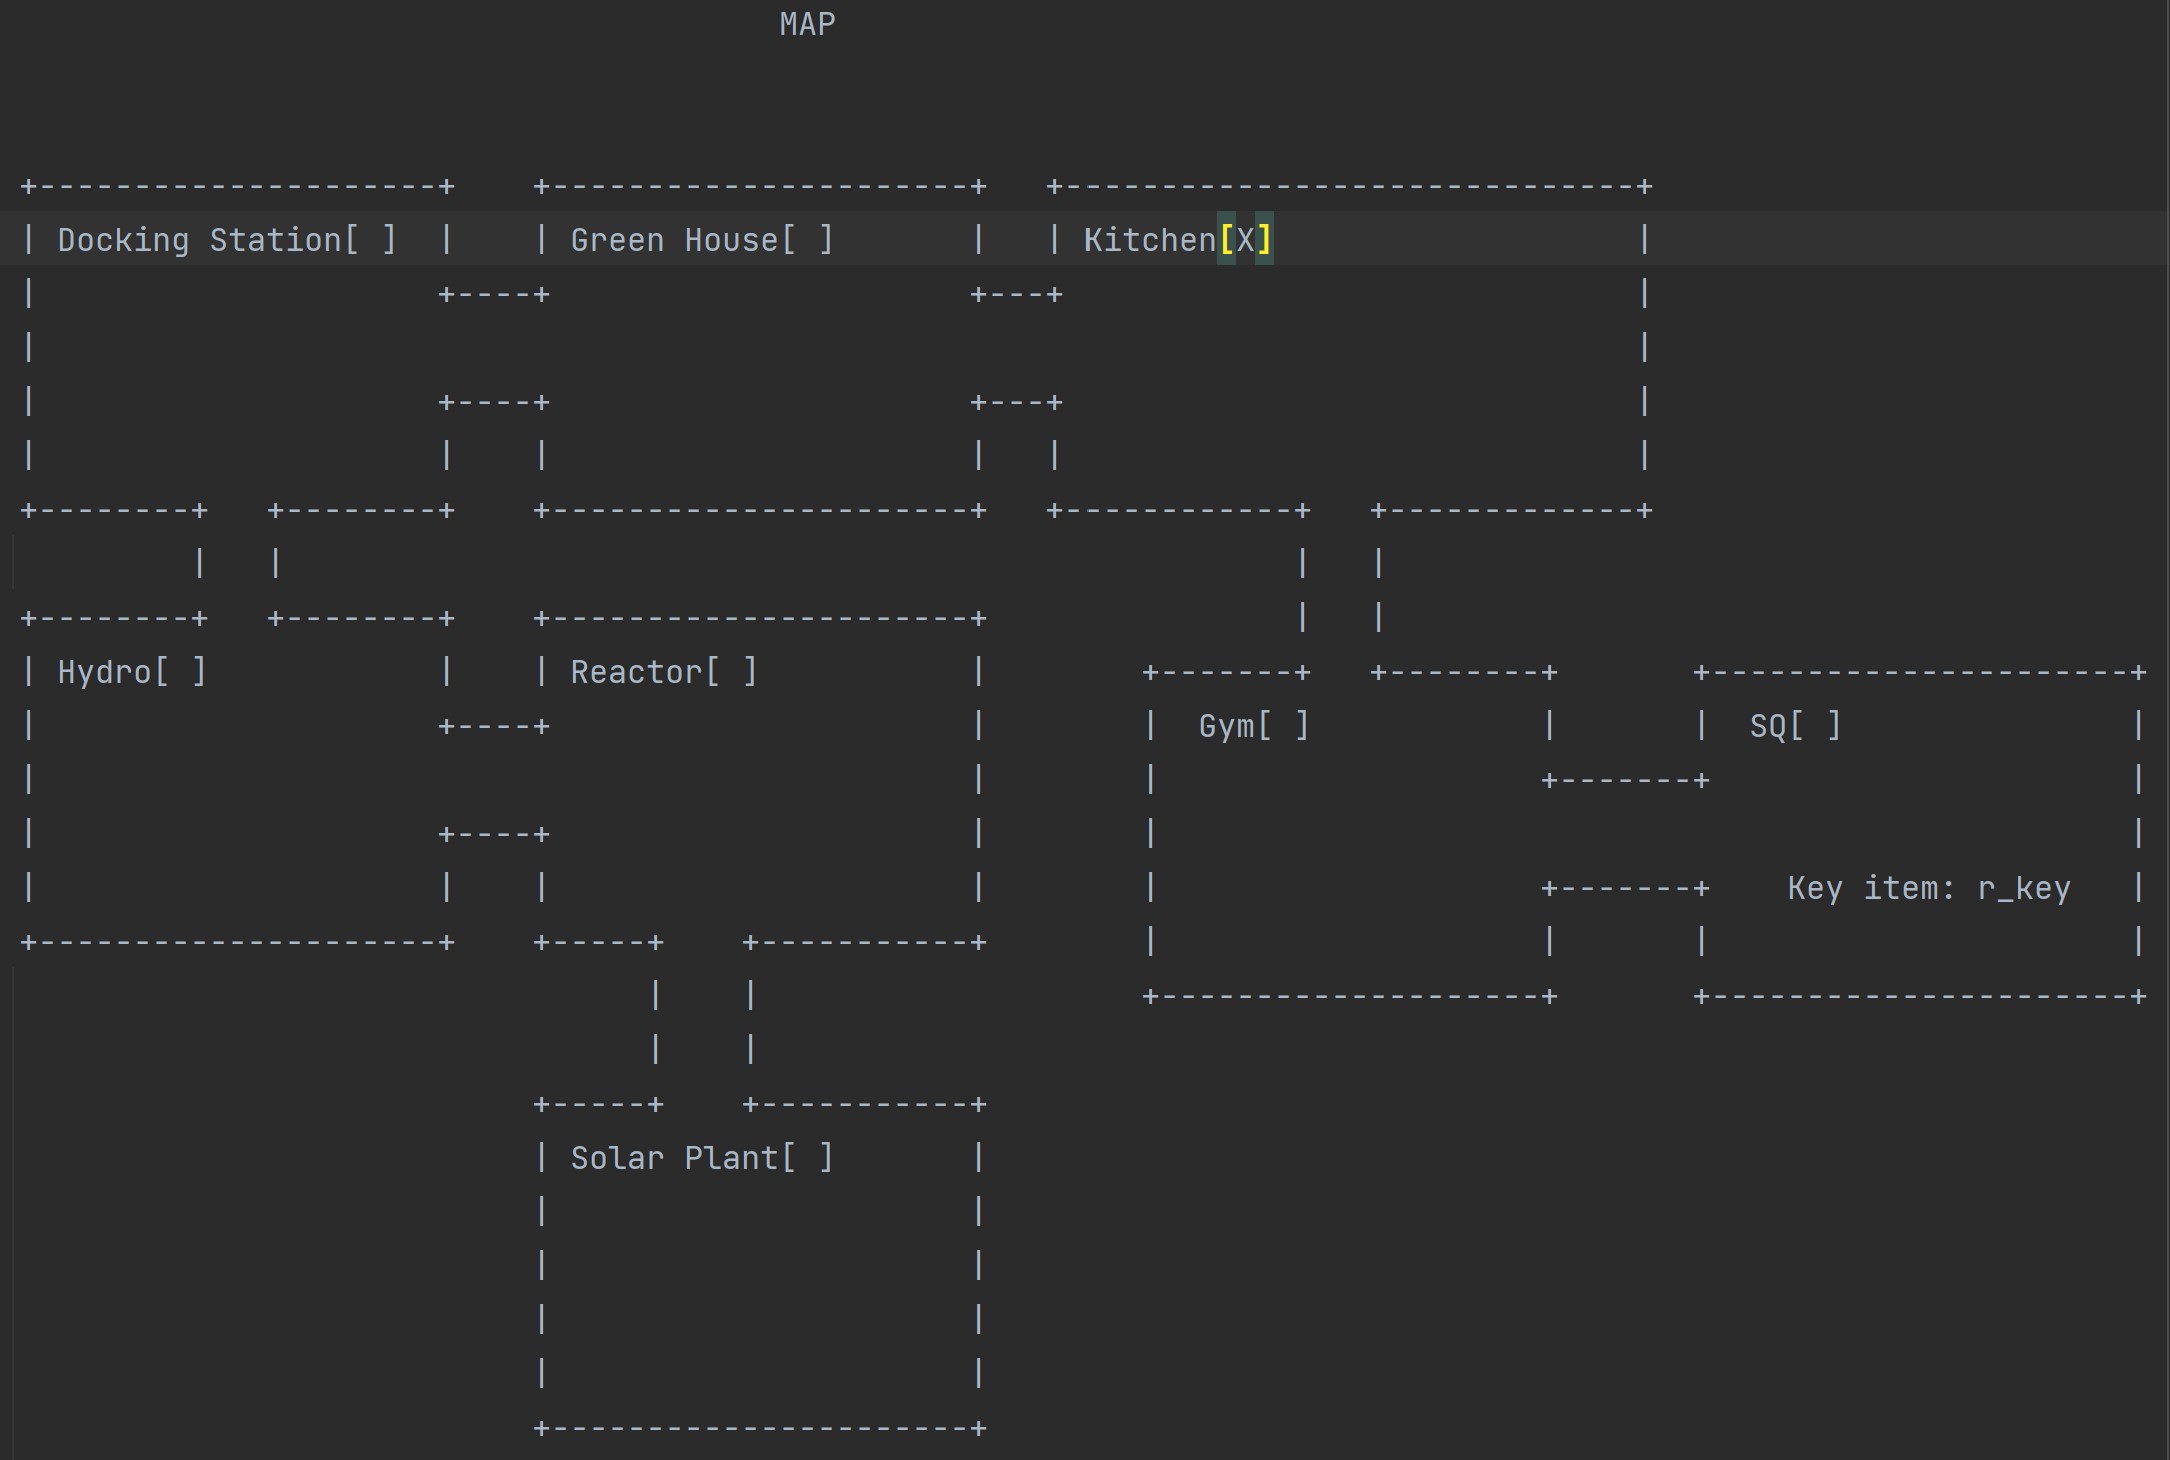 MAP
+---------------------+    +----------------------+   +------------------------------+
| Docking Station[ ]  |    | Green House[ ]       |   | Kitchen[X]                   |
|                     +----+                      +---+                              |
|                                                                                    |
|                     +----+                      +---+                              |
|                     |    |                      |   |                              |
+--------+   +--------+    +----------------------+   +------------+   +-------------+
         |   |                                                     |   |
+--------+   +--------+    +----------------------+                |   |
| Hydro[ ]            |    | Reactor[ ]           |        +-------+   +--------+       +----------------------+
|                     +----+                      |        |  Gym[ ]            |       |  SQ[ ]               |
|                                                 |        |                    +-------+                      |
|                     +----+                      |        |                                                   |
|                     |    |                      |        |                    +-------+    Key item: r_key   |
+---------------------+    +-----+    +-----------+        |                    |       |                      |
                                 |    |                    +--------------------+       +----------------------+
                                 |    |
                           +-----+    +-----------+
                           | Solar Plant[ ]       |
                           |                      |
                           |                      |
                           |                      |
                           |                      |
                           +----------------------+